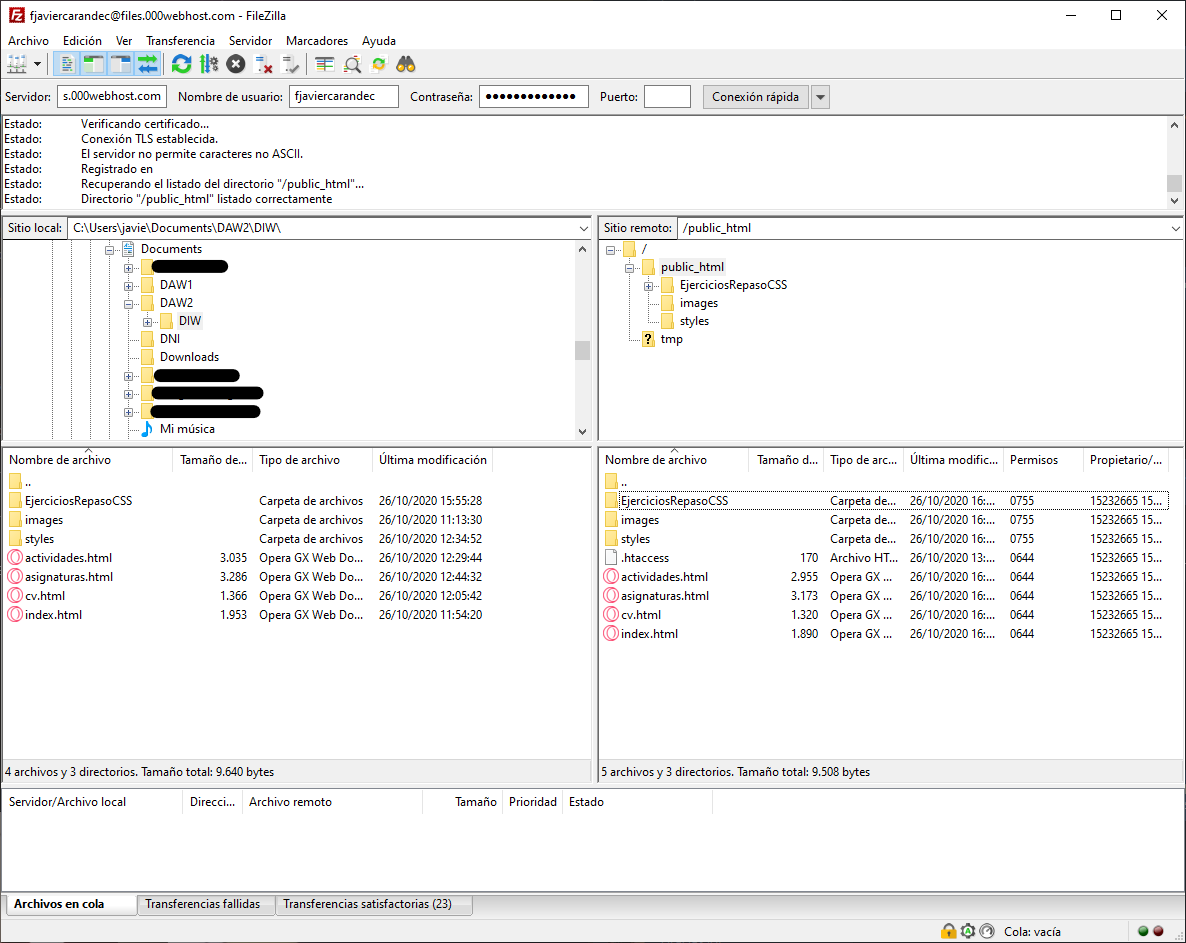 fjaviercarandec@files.000webhost.com - FileZilla
Archivo Edición Ver Transferencia Servidor Marcadores Ayuda
Servidor: s.000webhost.com Nombre de usuario: fjaviercarandec Contraseña: ●●●●●●●●●●●●● Puerto: Conexión rápida
Estado: Verificando certificado...
Estado: Conexión TLS establecida.
Estado: El servidor no permite caracteres no ASCII.
Estado: Registrado en
Estado: Recuperando el listado del directorio "/public_html"...
Estado: Directorio "/public_html" listado correctamente
Sitio local: C:\Users\javie\Documents\DAW2\DIW\
Documents
DAW1
DAW2
DIW
DNI
Downloads
Mi música
Sitio remoto: /public_html
/
public_html
EjerciciosRepasoCSS
images
styles
? tmp
Nombre de archivo Tamaño de... Tipo de archivo Última modificación
..
EjerciciosRepasoCSS Carpeta de archivos 26/10/2020 15:55:28
images Carpeta de archivos 26/10/2020 11:13:30
styles Carpeta de archivos 26/10/2020 12:34:52
actividades.html 3.035 Opera GX Web Do... 26/10/2020 12:29:44
asignaturas.html 3.286 Opera GX Web Do... 26/10/2020 12:44:32
cv.html 1.366 Opera GX Web Do... 26/10/2020 12:05:42
index.html 1.953 Opera GX Web Do... 26/10/2020 11:54:20
4 archivos y 3 directorios. Tamaño total: 9.640 bytes
Nombre de archivo Tamaño d... Tipo de arc... Última modific... Permisos Propietario/...
..
EjerciciosRepasoCSS Carpeta de... 26/10/2020 16:... 0755 15232665 15...
images Carpeta de... 26/10/2020 16:... 0755 15232665 15...
styles Carpeta de... 26/10/2020 16:... 0755 15232665 15...
.htaccess 170 Archivo HT... 26/10/2020 13:... 0644 15232665 15...
actividades.html 2.955 Opera GX ... 26/10/2020 16:... 0644 15232665 15...
asignaturas.html 3.173 Opera GX ... 26/10/2020 16:... 0644 15232665 15...
cv.html 1.320 Opera GX ... 26/10/2020 16:... 0644 15232665 15...
index.html 1.890 Opera GX ... 26/10/2020 16:... 0644 15232665 15...
5 archivos y 3 directorios. Tamaño total: 9.508 bytes
Servidor/Archivo local Direcci... Archivo remoto Tamaño Prioridad Estado
Archivos en cola Transferencias fallidas Transferencias satisfactorias (23)
Cola: vacía